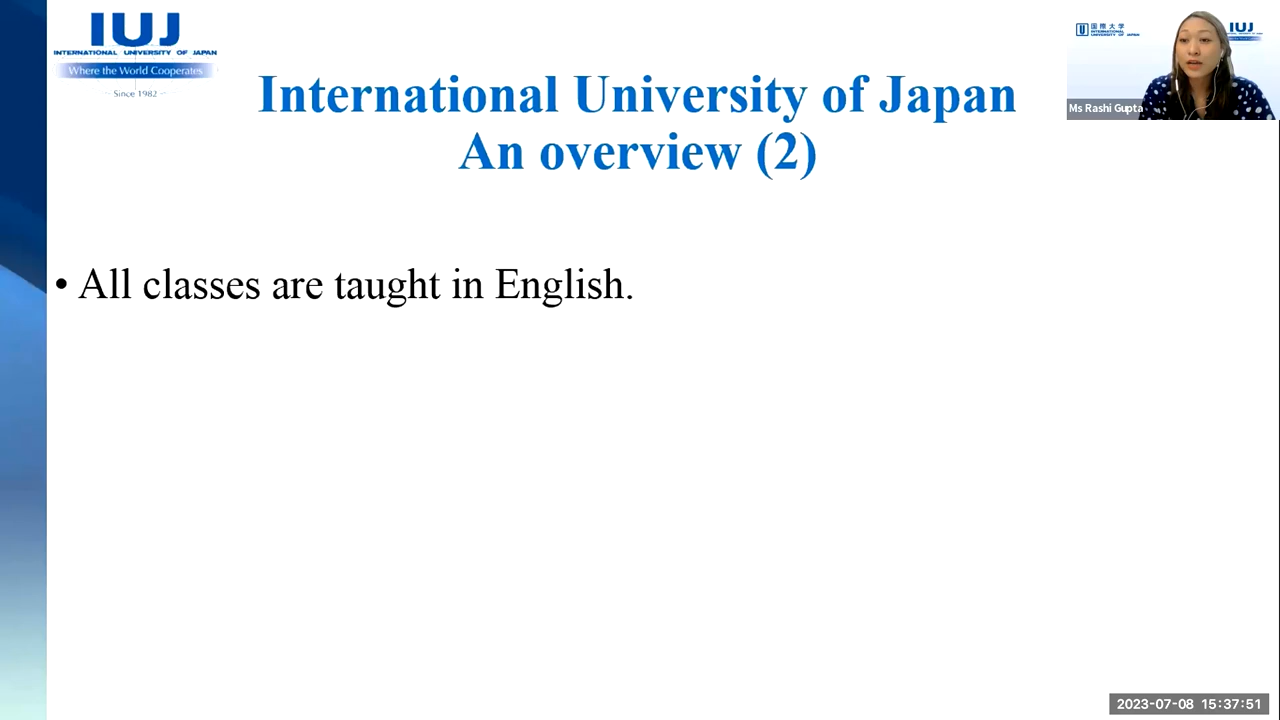 IUJ
INTERNATIONAL UNIVERSITY OF JAPAN
Where the World Cooperates
Since 1982
International University of Japan
An overview (2)
• All classes are taught in English.
国際大学
INTERNATIONAL
UNIVERSITY OF JAPAN
IUJ
Ms Rashi Gupta
2023-07-08 15:37:51